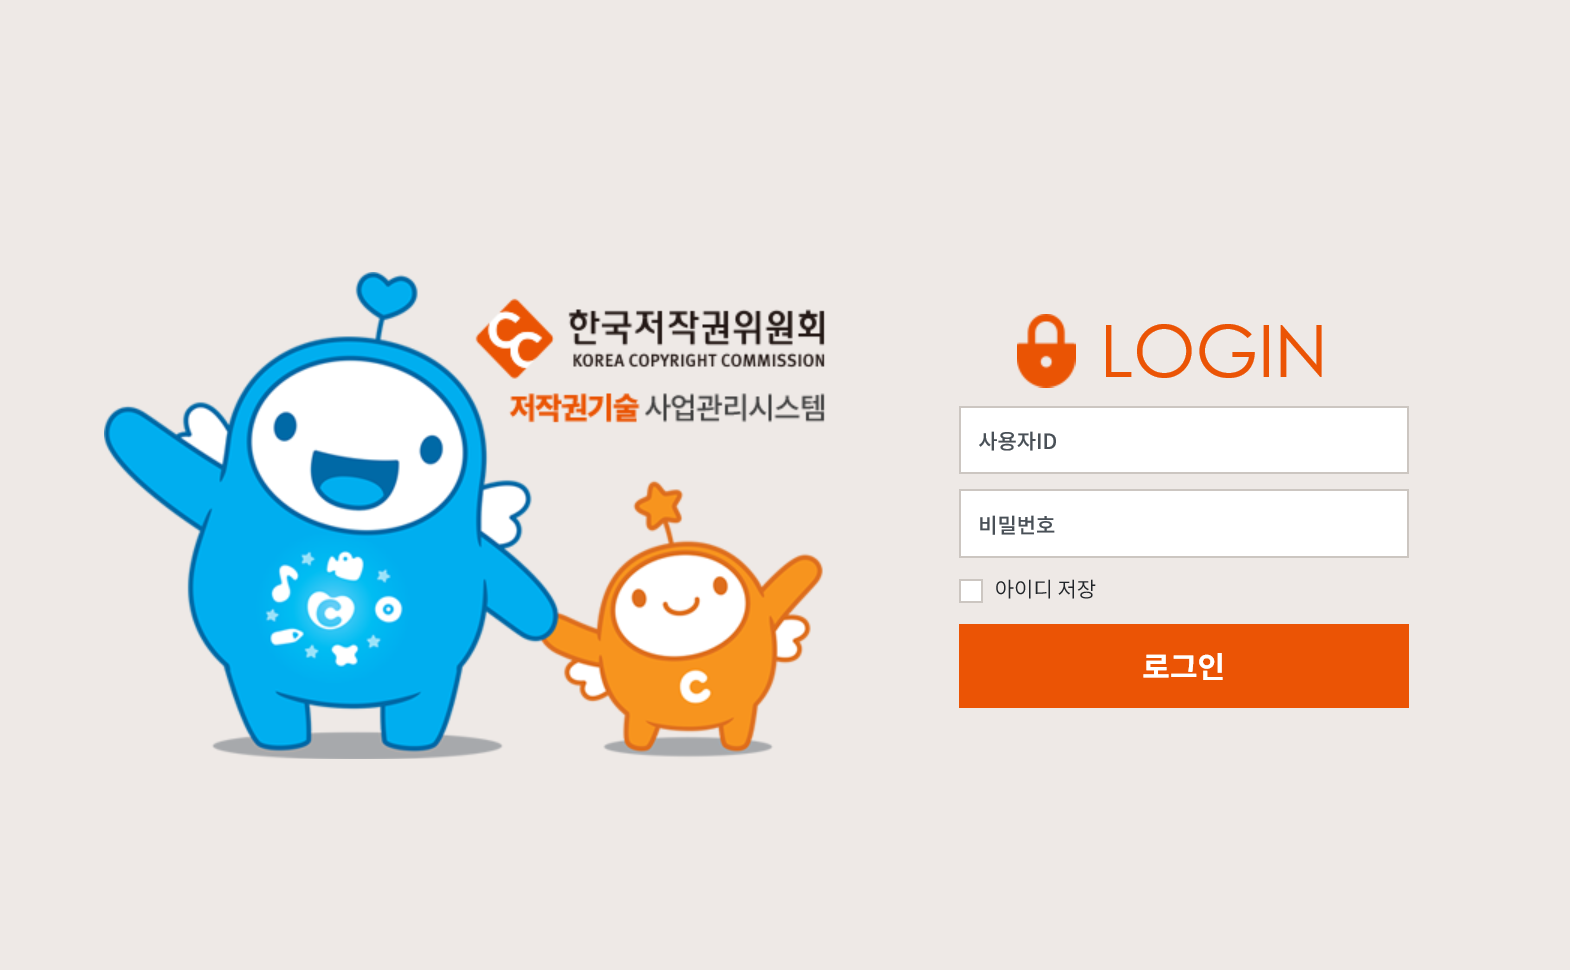 한국저작권위원회
KOREA COPYRIGHT COMMISSION
저작권기술 사업관리시스템
C
C
LOGIN
사용자ID
비밀번호
아이디 저장
로그인